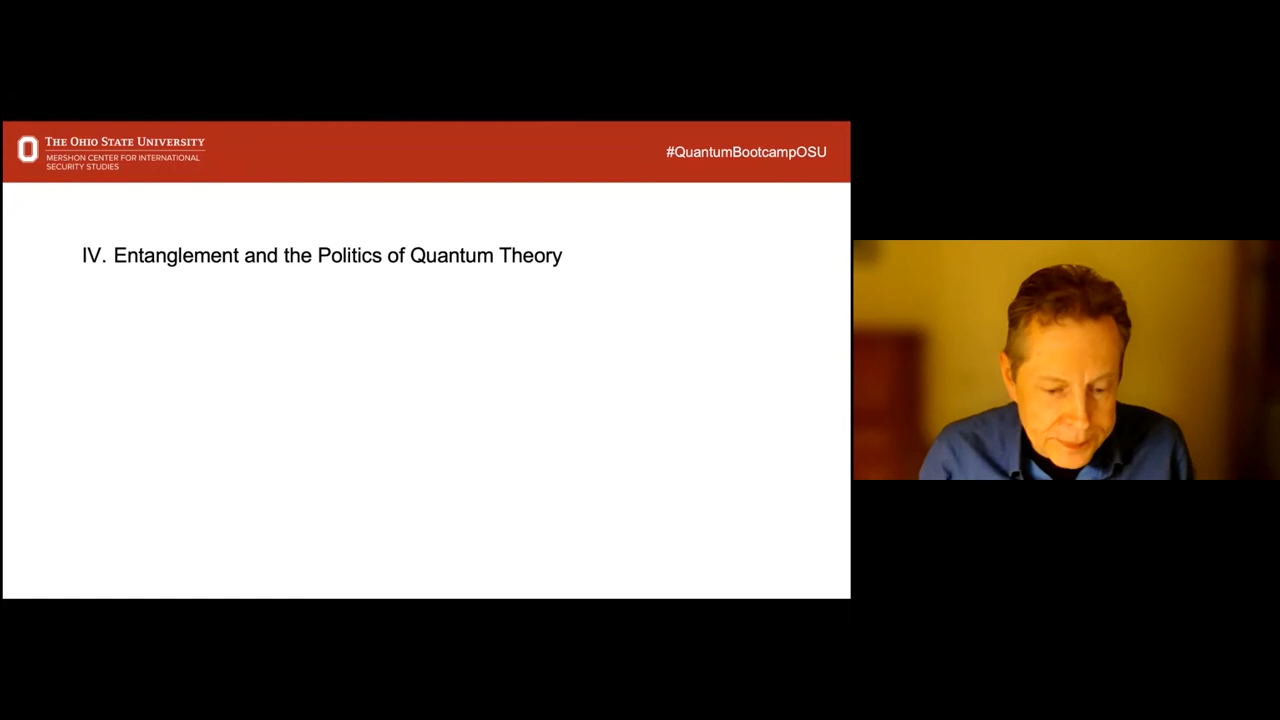 THE OHIO STATE UNIVERSITY
MERSHON CENTER FOR INTERNATIONAL
SECURITY STUDIES
#QuantumBootcampOSU
IV. Entanglement and the Politics of Quantum Theory